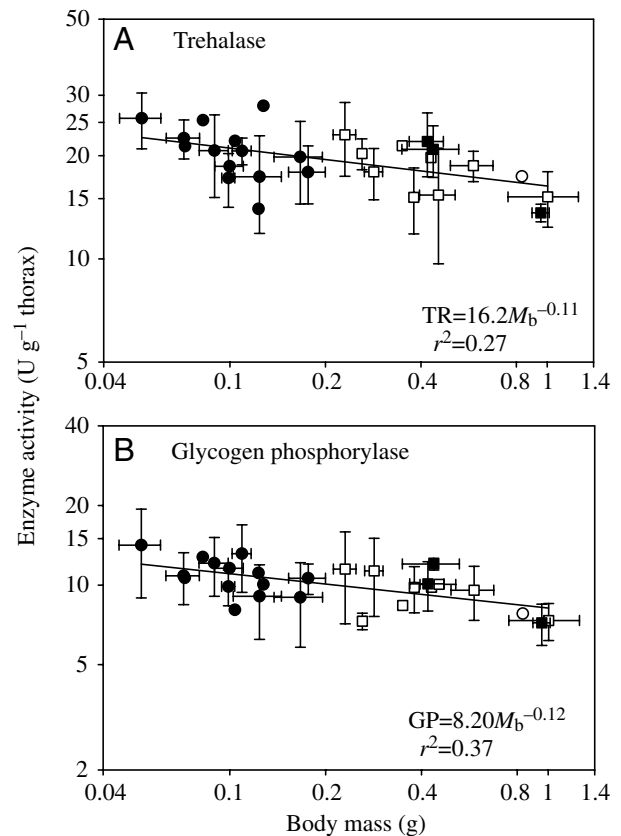 A Trehalase
50
30
25
20
15
10
5
TR=16.2M_b^−0.11
r²=0.27
0.04 0.1 0.2 0.4 0.8 1 1.4
Enzyme activity (U g⁻¹ thorax)
B Glycogen phosphorylase
40
20
15
10
5
2
GP=8.20M_b^−0.12
r²=0.37
0.04 0.1 0.2 0.4 0.8 1 1.4
Body mass (g)